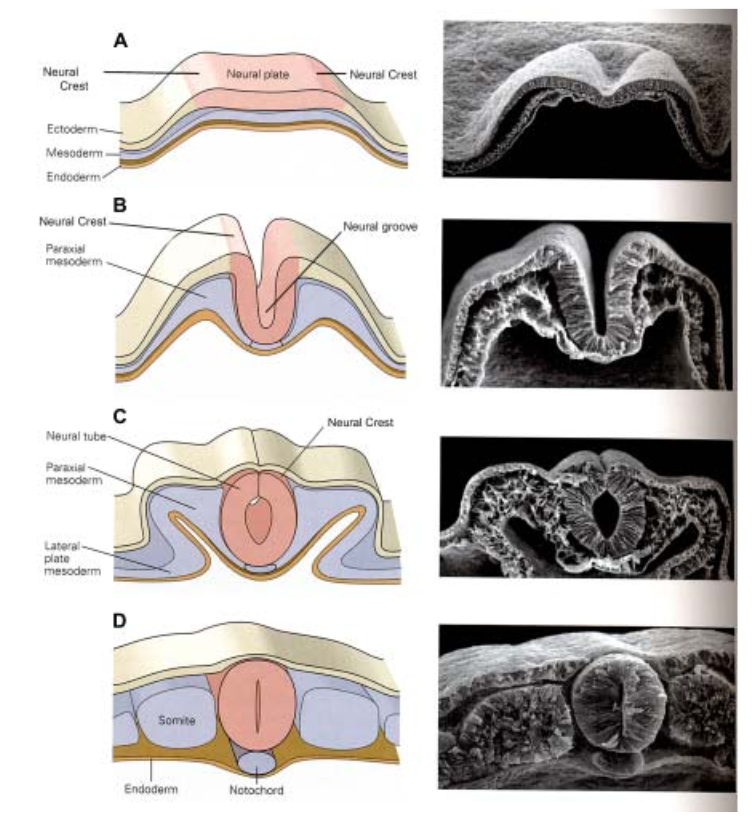 A
Neural
Crest
Neural plate
Neural Crest
Ectoderm
Mesoderm
Endoderm
B
Neural Crest
Neural groove
Paraxial
mesoderm
C
Neural Crest
Neural tube
Paraxial
mesoderm
Lateral
plate
mesoderm
D
Somite
Endoderm
Notochord